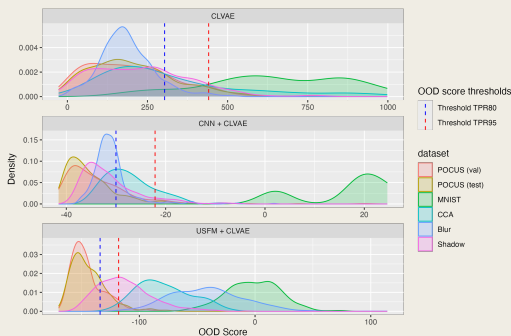 CLVAE
0.004
0.002
0.000
0
250
500
750
1000
CNN + CLVAE
0.15
0.10
0.05
0.00
-40
-20
0
20
USFM + CLVAE
0.03
0.02
0.01
0.00
-100
0
100
Density
OOD Score
OOD score thresholds
Threshold TPR80
Threshold TPR95
dataset
POCUS (val)
POCUS (test)
MNIST
CCA
Blur
Shadow